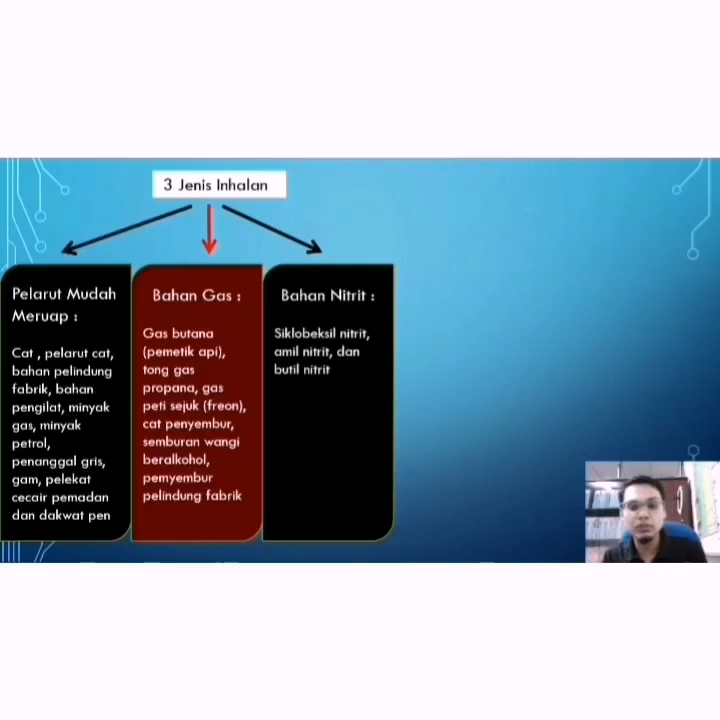 3 Jenis Inhalan
Pelarut Mudah
Meruap :
Cat , pelarut cat,
bahan pelindung
fabrik, bahan
pengilat, minyak
gas, minyak
petrol,
penanggal gris,
gam, pelekat
cecair pemadan
dan dakwat pen
Bahan Gas :
Gas butana
(pemetik api),
tong gas
propana, gas
peti sejuk (freon),
cat penyembur,
semburan wangi
beralkohol,
pemyembur
pelindung fabrik
Bahan Nitrit :
Siklobeksil nitrit,
amil nitrit, dan
butil nitrit